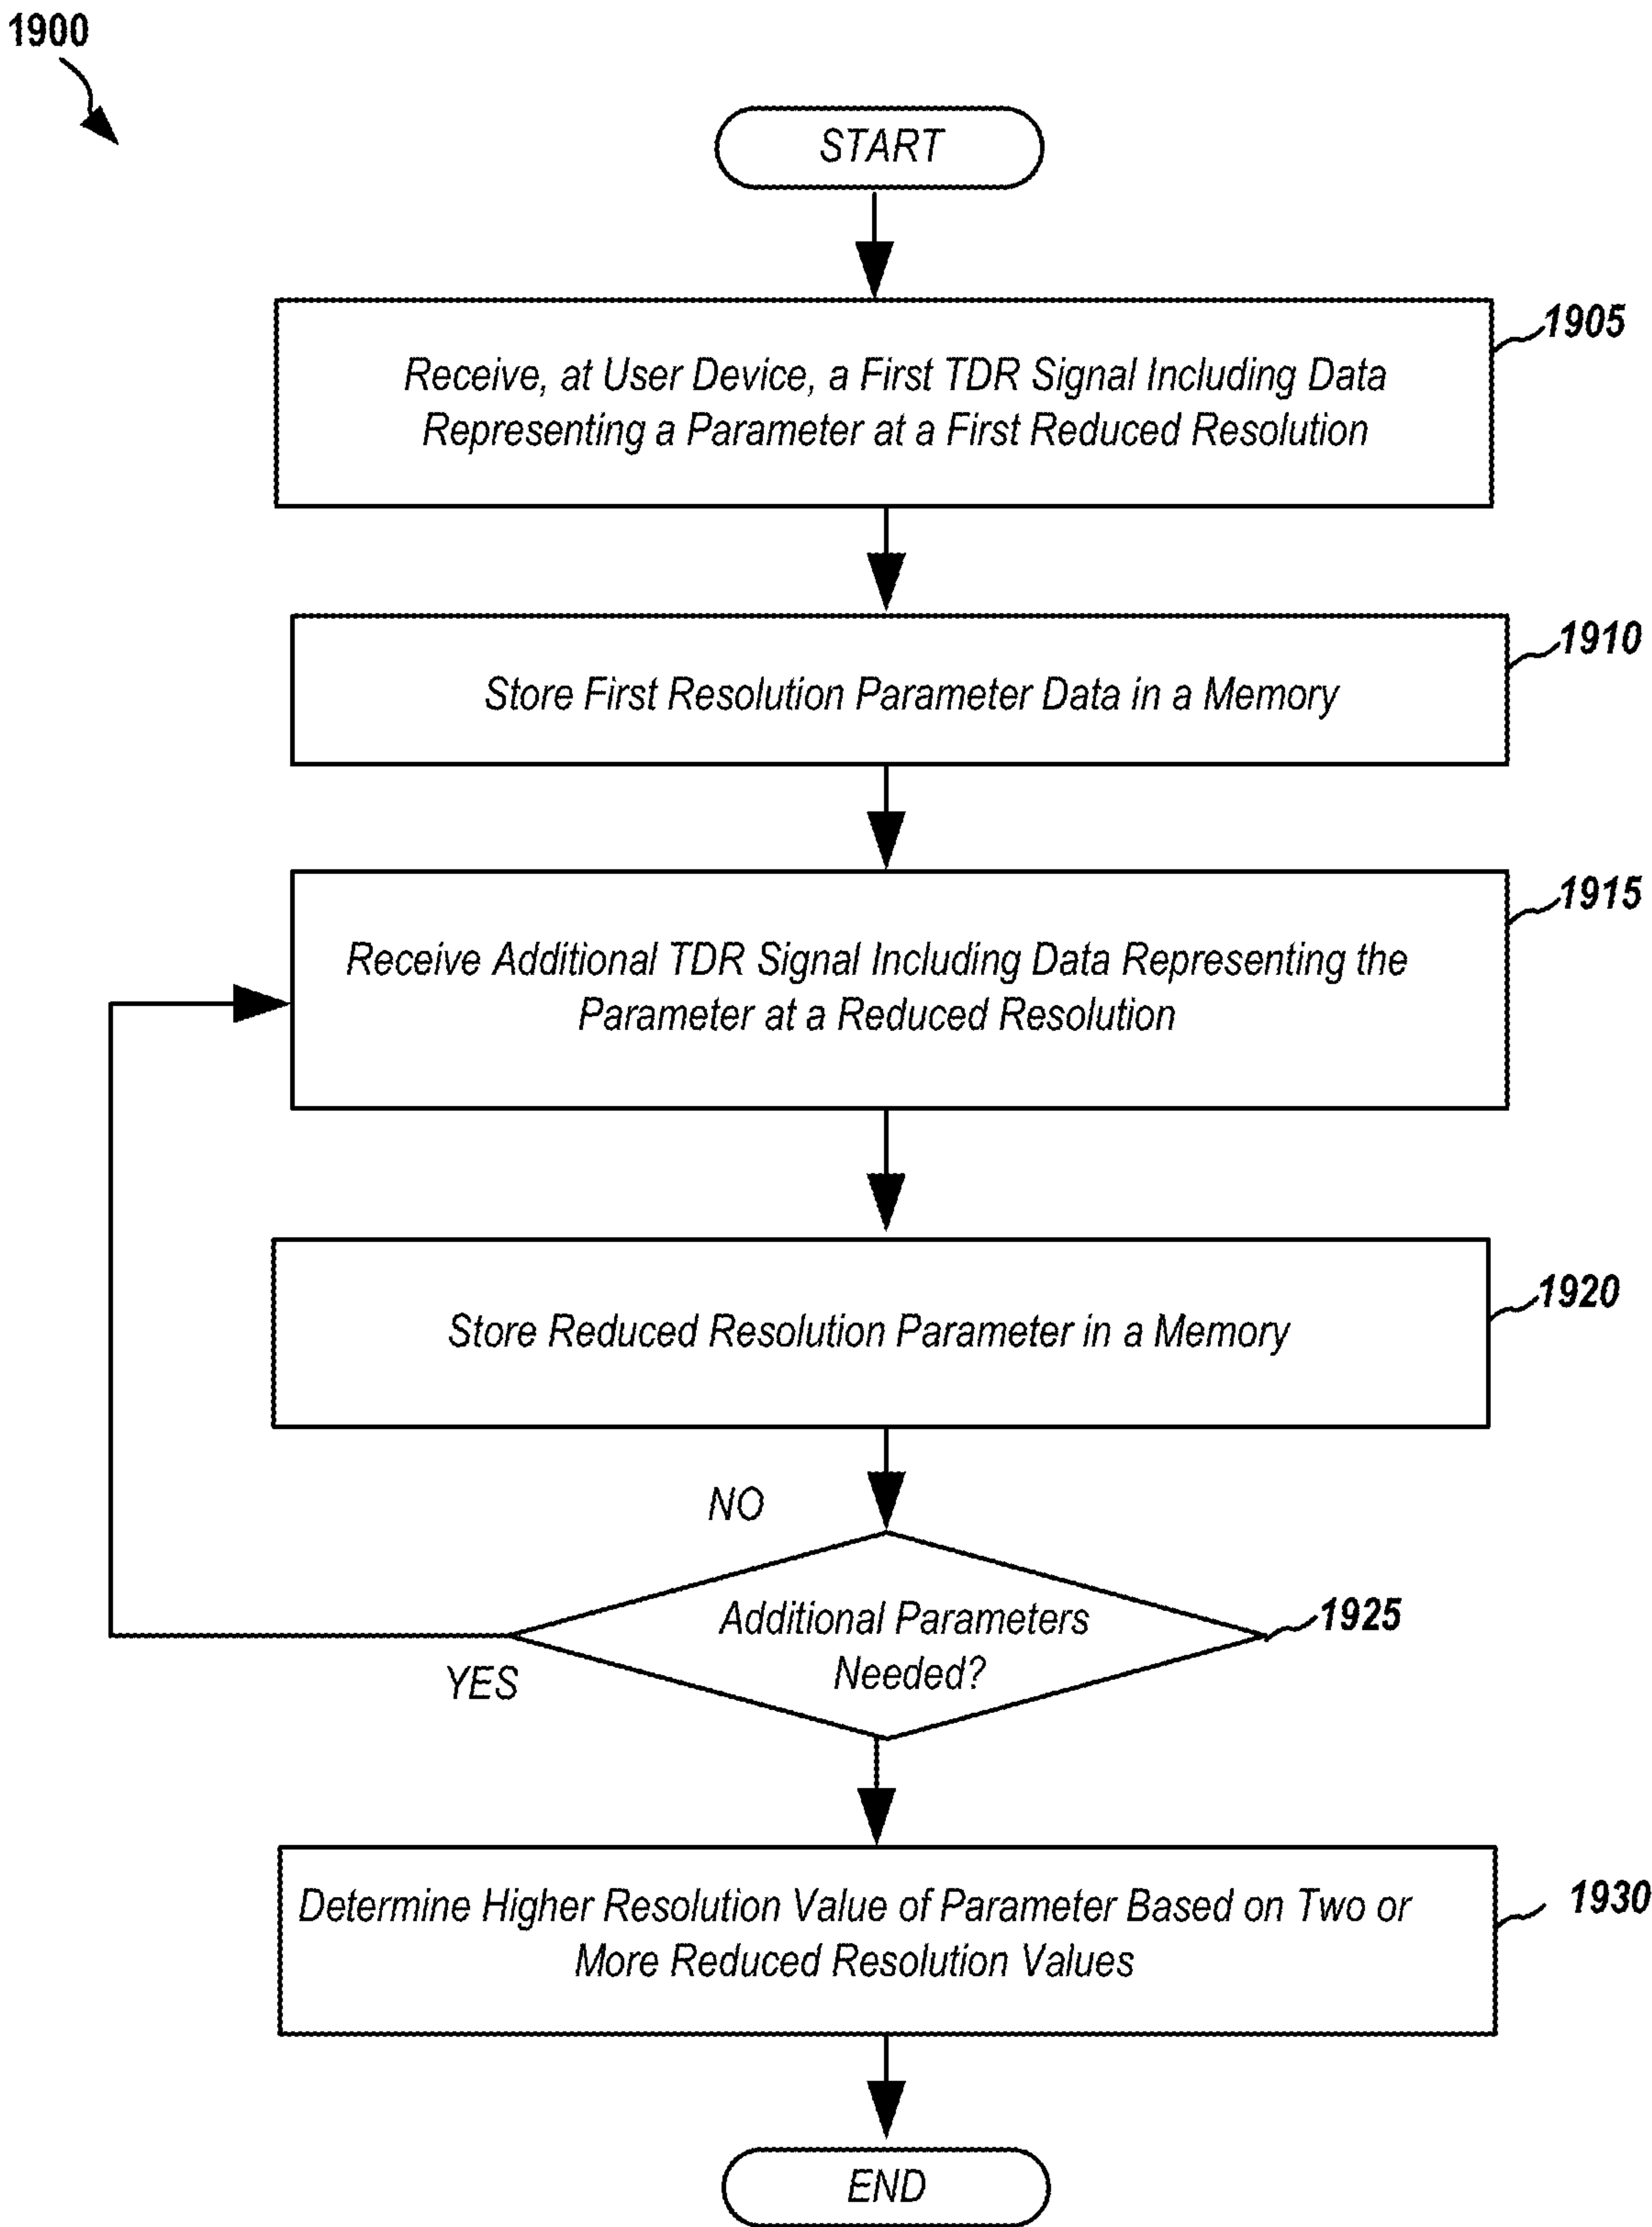 1900
START
1905
Receive, at User Device, a First TDR Signal Including Data
Representing a Parameter at a First Reduced Resolution
1910
Store First Resolution Parameter Data in a Memory
1915
Receive Additional TDR Signal Including Data Representing the
Parameter at a Reduced Resolution
1920
Store Reduced Resolution Parameter in a Memory
NO
Additional Parameters
Needed?
1925
YES
1930
Determine Higher Resolution Value of Parameter Based on Two or
More Reduced Resolution Values
END